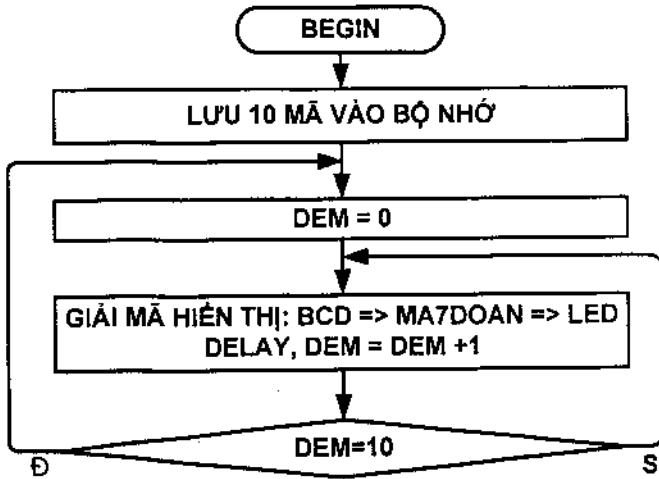 BEGIN
LƯU 10 MÃ VÀO BỘ NHỚ
DEM = 0
GIẢI MÃ HIỂN THỊ: BCD => MA7DOAN => LED
DELAY, DEM = DEM +1
DEM=10
Đ
S